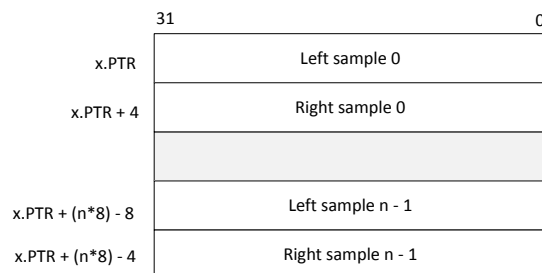 31 0
x.PTR Left sample 0
x.PTR + 4 Right sample 0
x.PTR + (n*8) - 8 Left sample n - 1
x.PTR + (n*8) - 4 Right sample n - 1